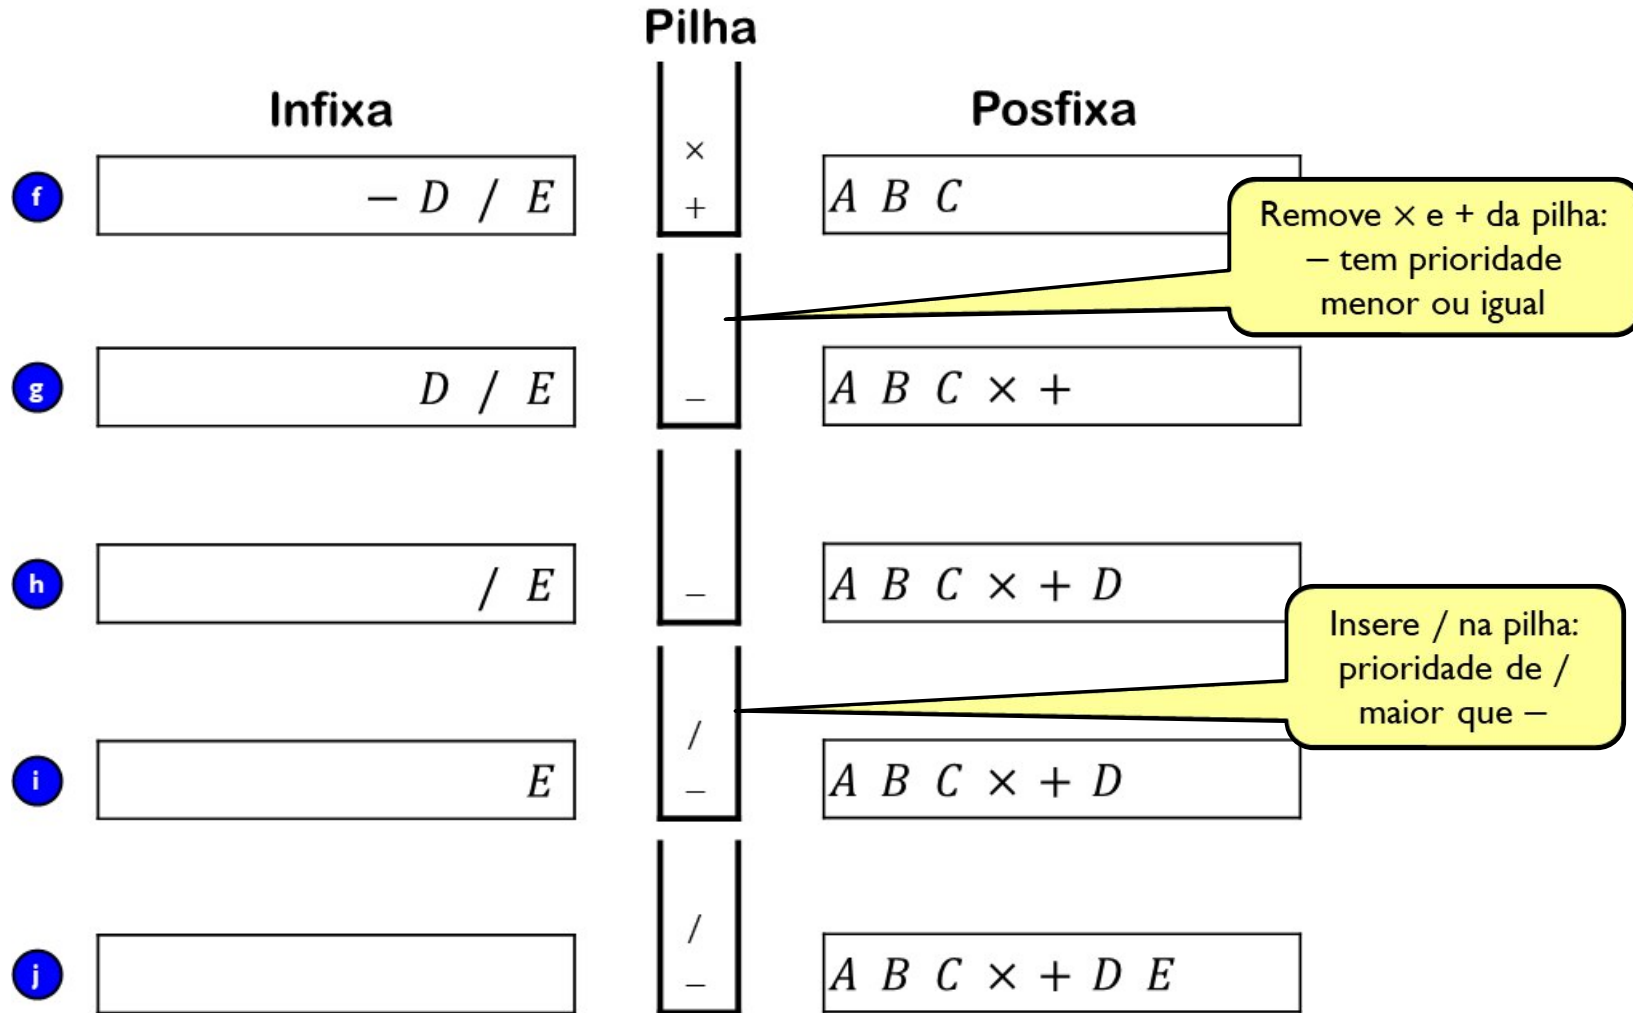 Pilha
Infixa
Posfixa
f
− D / E
×
+
A B C
Remove × e + da pilha:
− tem prioridade
menor ou igual
g
D / E
−
A B C × +
h
/ E
−
A B C × + D
Insere / na pilha:
prioridade de /
maior que −
i
E
/
−
A B C × + D
j
/
−
A B C × + D E